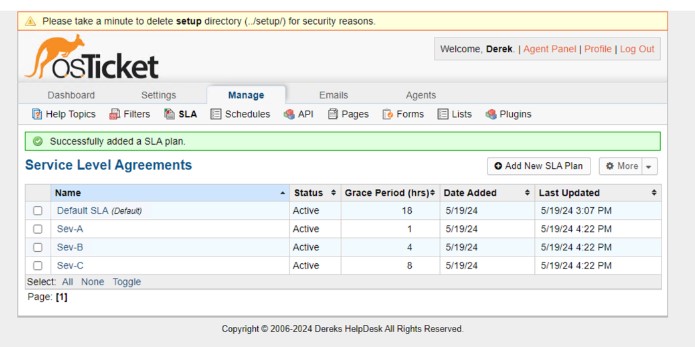 Please take a minute to delete setup directory (../setup/) for security reasons.
osTicket
Welcome, Derek. | Agent Panel | Profile | Log Out
Dashboard Settings Manage Emails Agents
Help Topics Filters SLA Schedules API Pages Forms Lists Plugins
Successfully added a SLA plan.
Service Level Agreements Add New SLA Plan More
Name Status Grace Period (hrs) Date Added Last Updated
Default SLA (Default) Active 18 5/19/24 5/19/24 3:07 PM
Sev-A Active 1 5/19/24 5/19/24 4:22 PM
Sev-B Active 4 5/19/24 5/19/24 4:22 PM
Sev-C Active 8 5/19/24 5/19/24 4:22 PM
Select: All None Toggle
Page: [1]
Copyright © 2006-2024 Dereks HelpDesk All Rights Reserved.